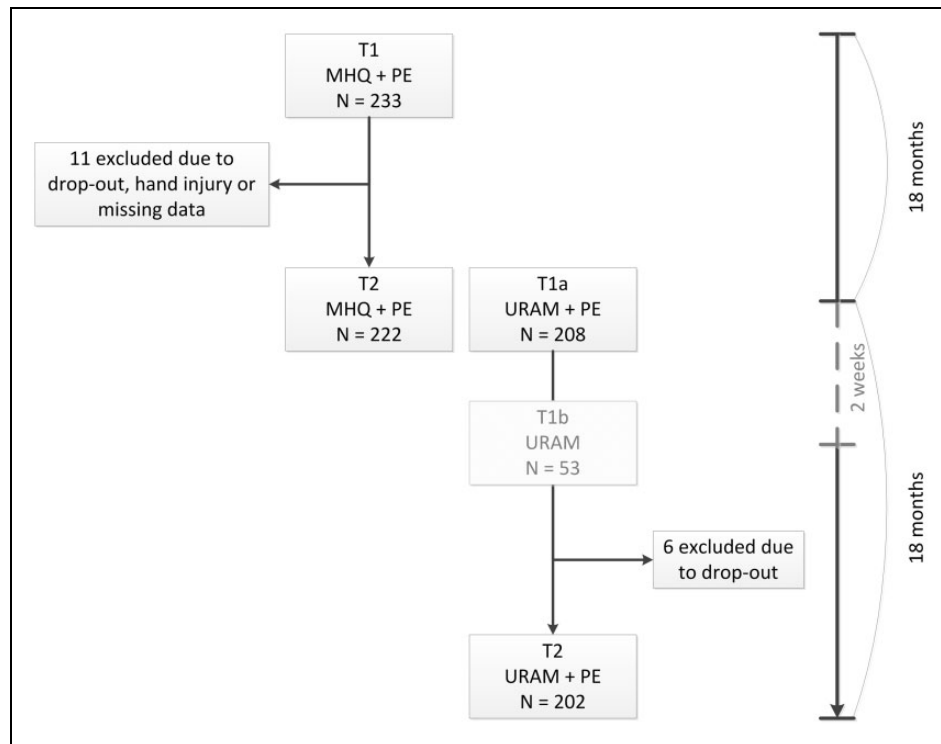 T1
MHQ + PE
N = 233
11 excluded due to
drop-out, hand injury or
missing data
T2
MHQ + PE
N = 222
T1a
URAM + PE
N = 208
T1b
URAM
N = 53
6 excluded due
to drop-out
T2
URAM + PE
N = 202
18 months
2 weeks
18 months